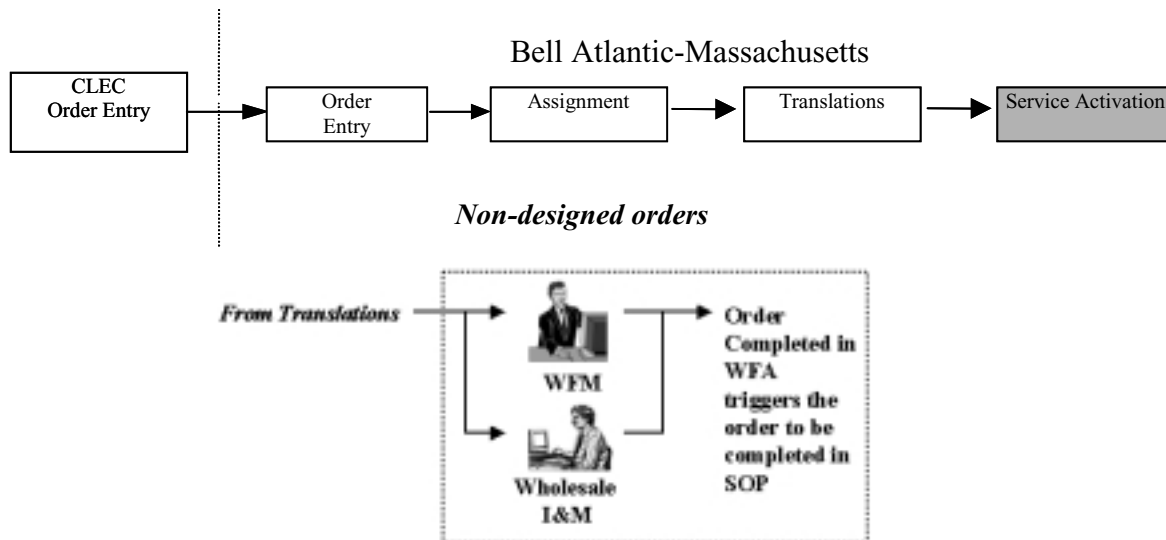 Bell Atlantic-Massachusetts
CLEC
Order Entry
Order
Entry
Assignment
Translations
Service Activation
Non-designed orders
From Translations
WFM
Wholesale
I&M
Order
Completed in
WFA
triggers the
order to be
completed in
SOP